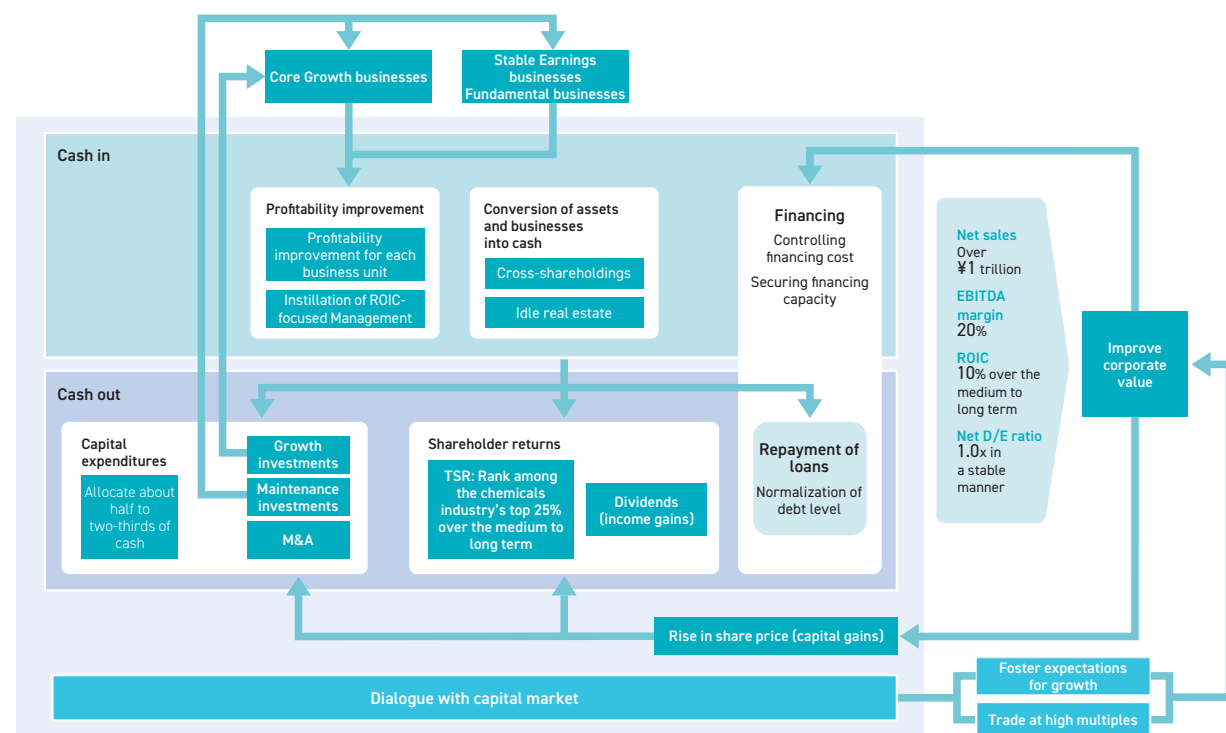 Core Growth businesses
Stable Earnings
businesses
Fundamental businesses
Cash in
Profitability improvement
Profitability
improvement for each
business unit
Instillation of ROIC-
focused Management
Conversion of assets
and businesses
into cash
Cross-shareholdings
Idle real estate
Financing
Controlling
financing cost
Securing financing
capacity
Net sales
Over
¥1 trillion
EBITDA
margin
20%
ROIC
10% over the
medium to
long term
Net D/E ratio
1.0x in
a stable
manner
Improve
corporate
value
Cash out
Capital
expenditures
Allocate about
half to
two-thirds of
cash
Growth
investments
Maintenance
investments
M&A
Shareholder returns
TSR: Rank among
the chemicals
industry's top 25%
over the medium to
long term
Dividends
(income gains)
Repayment of
loans
Normalization of
debt level
Rise in share price (capital gains)
Dialogue with capital market
Foster expectations
for growth
Trade at high multiples